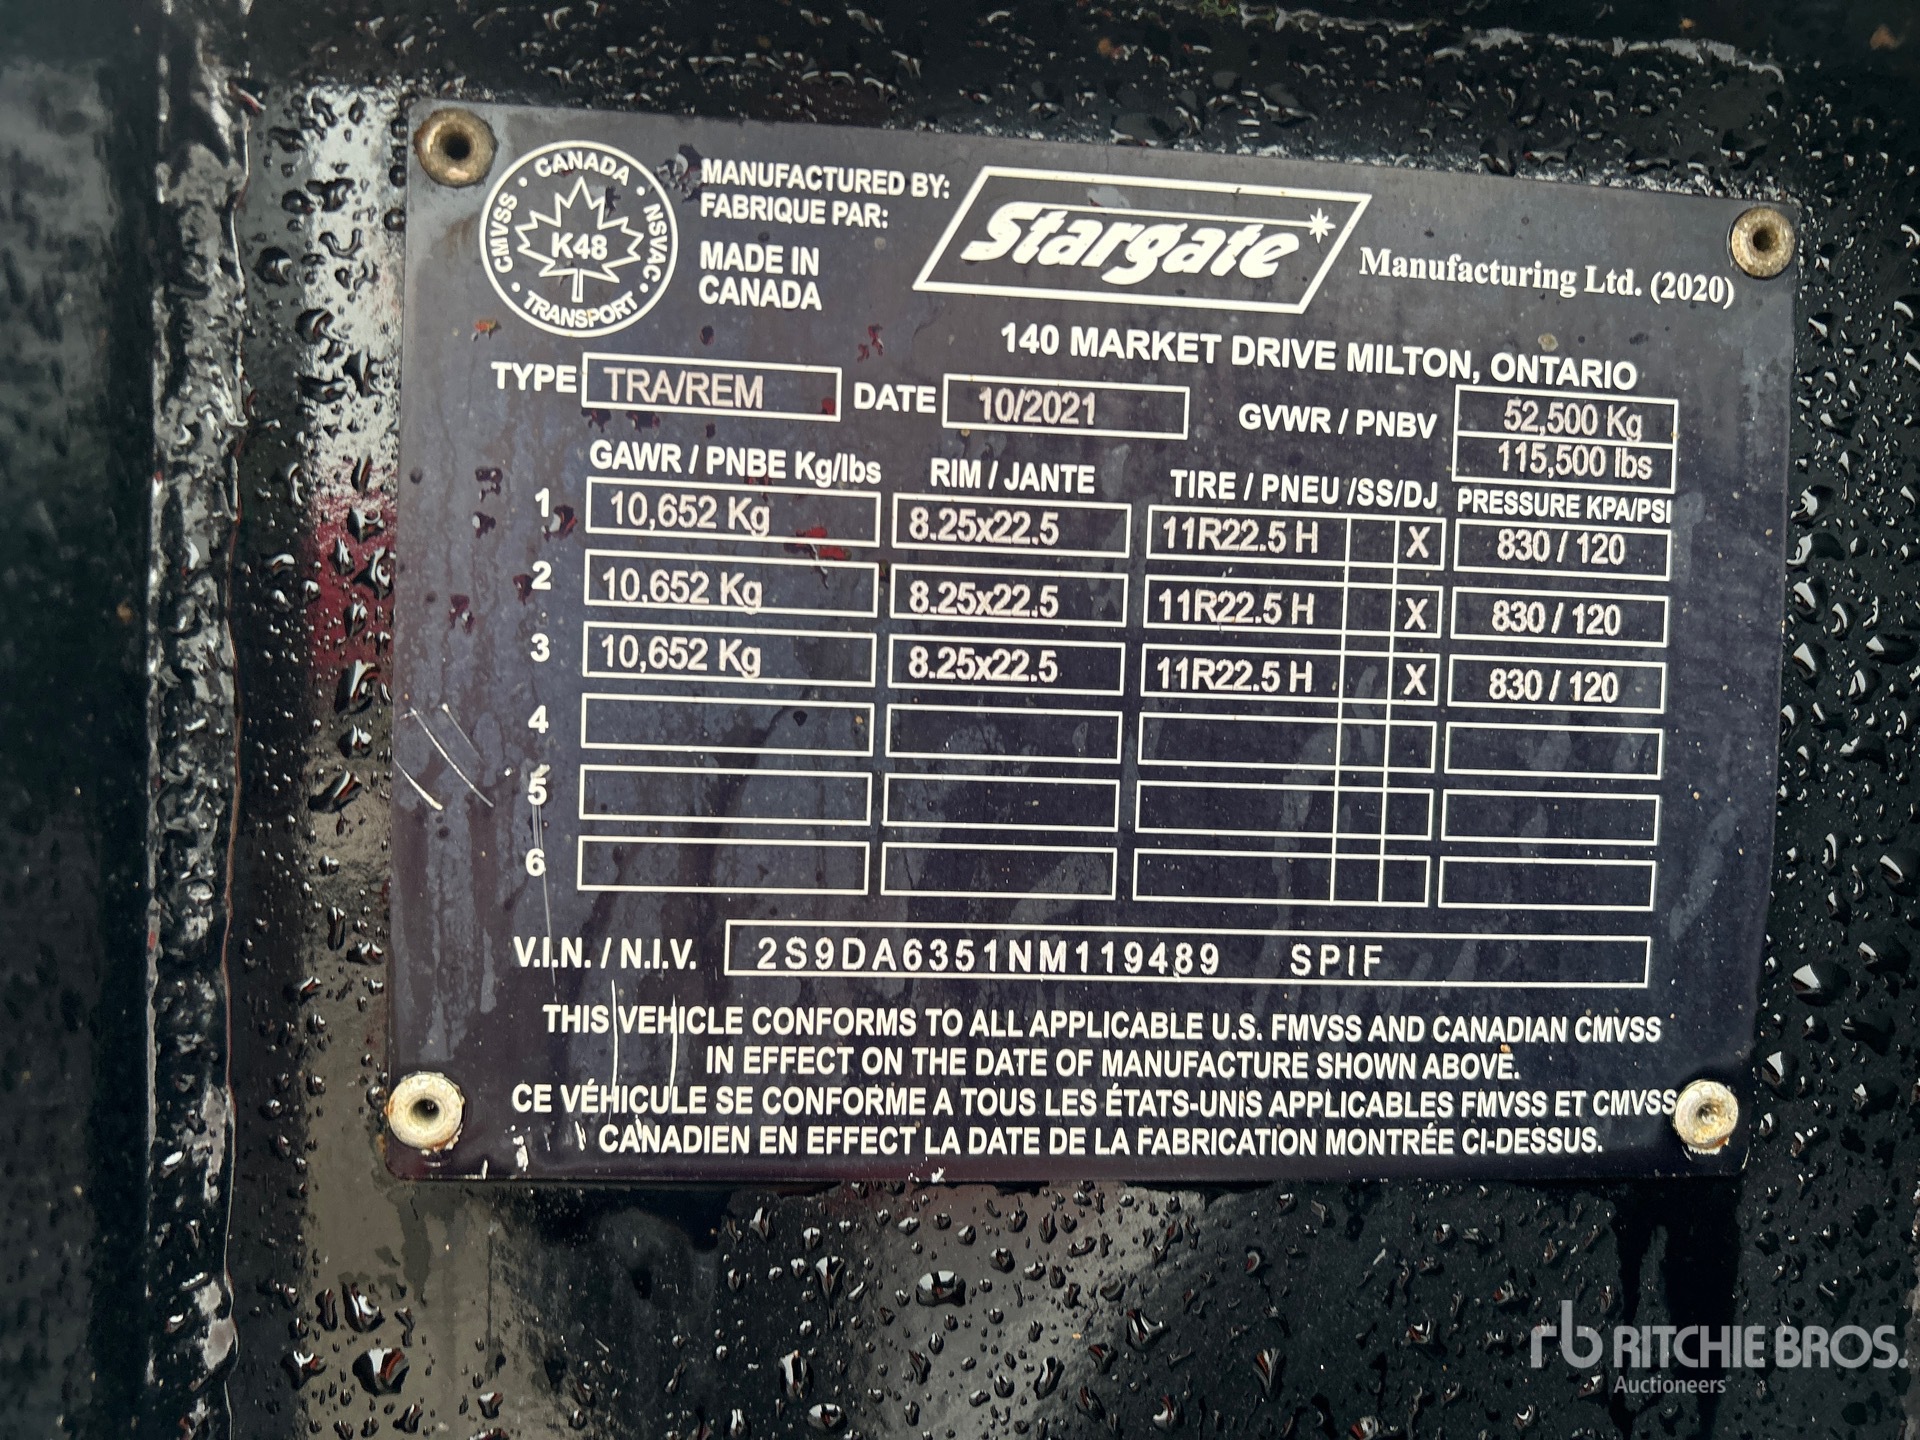 CANADA
CMVSS · NSVAC
K48
TRANSPORT
MANUFACTURED BY:
FABRIQUE PAR:
MADE IN
CANADA
Stargate Manufacturing Ltd. (2020)
140 MARKET DRIVE MILTON, ONTARIO
TYPE TRA/REM DATE 10/2021 GVWR / PNBV 52,500 Kg
115,500 lbs
GAWR / PNBE Kg/lbs RIM / JANTE TIRE / PNEU /SS/DJ PRESSURE KPA/PSI
1 10,652 Kg 8.25x22.5 11R22.5 H X 830 / 120
2 10,652 Kg 8.25x22.5 11R22.5 H X 830 / 120
3 10,652 Kg 8.25x22.5 11R22.5 H X 830 / 120
4
5
6
V.I.N. / N.I.V. 2S9DA6351NM119489 SPIF
THIS VEHICLE CONFORMS TO ALL APPLICABLE U.S. FMVSS AND CANADIAN CMVSS
IN EFFECT ON THE DATE OF MANUFACTURE SHOWN ABOVE.
CE VÉHICULE SE CONFORME A TOUS LES ÉTATS-UNIS APPLICABLES FMVSS ET CMVSS
CANADIEN EN EFFECT LA DATE DE LA FABRICATION MONTRÉE CI-DESSUS.
rb RITCHIE BROS.
Auctioneers